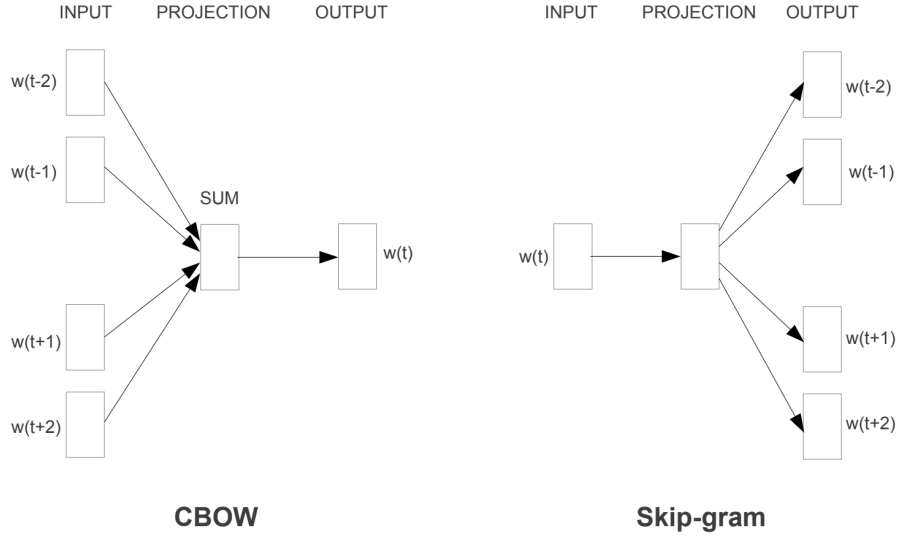 INPUT PROJECTION OUTPUT
w(t-2)
w(t-1)
SUM
w(t)
w(t+1)
w(t+2)
CBOW
INPUT PROJECTION OUTPUT
w(t-2)
w(t-1)
w(t)
w(t+1)
w(t+2)
Skip-gram